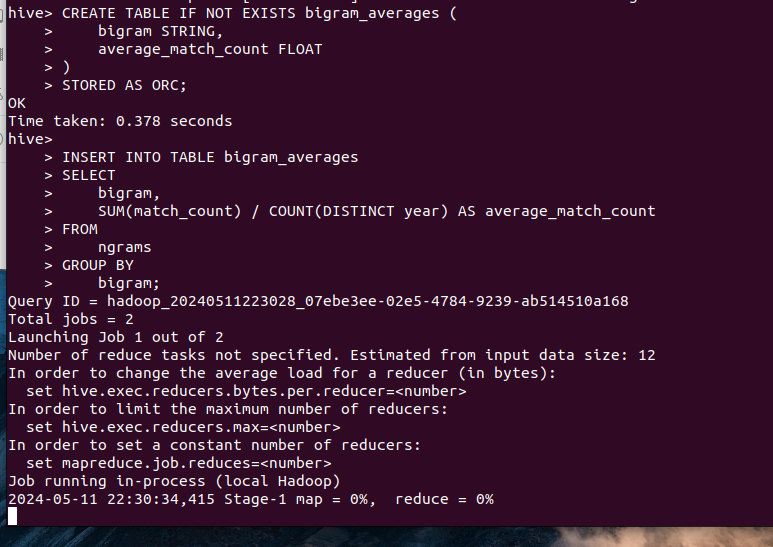 hive> CREATE TABLE IF NOT EXISTS bigram_averages (
    >     bigram STRING,
    >     average_match_count FLOAT
    > )
    > STORED AS ORC;
OK
Time taken: 0.378 seconds
hive>
    > INSERT INTO TABLE bigram_averages
    > SELECT
    >     bigram,
    >     SUM(match_count) / COUNT(DISTINCT year) AS average_match_count
    > FROM
    >     ngrams
    > GROUP BY
    >     bigram;
Query ID = hadoop_20240511223028_07ebe3ee-02e5-4784-9239-ab514510a168
Total jobs = 2
Launching Job 1 out of 2
Number of reduce tasks not specified. Estimated from input data size: 12
In order to change the average load for a reducer (in bytes):
  set hive.exec.reducers.bytes.per.reducer=<number>
In order to limit the maximum number of reducers:
  set hive.exec.reducers.max=<number>
In order to set a constant number of reducers:
  set mapreduce.job.reduces=<number>
Job running in-process (local Hadoop)
2024-05-11 22:30:34,415 Stage-1 map = 0%,  reduce = 0%